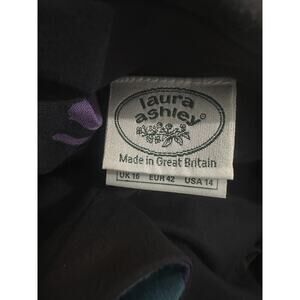 laura
ashley
Made in Great Britain
UK 16 EUR 42 USA 14